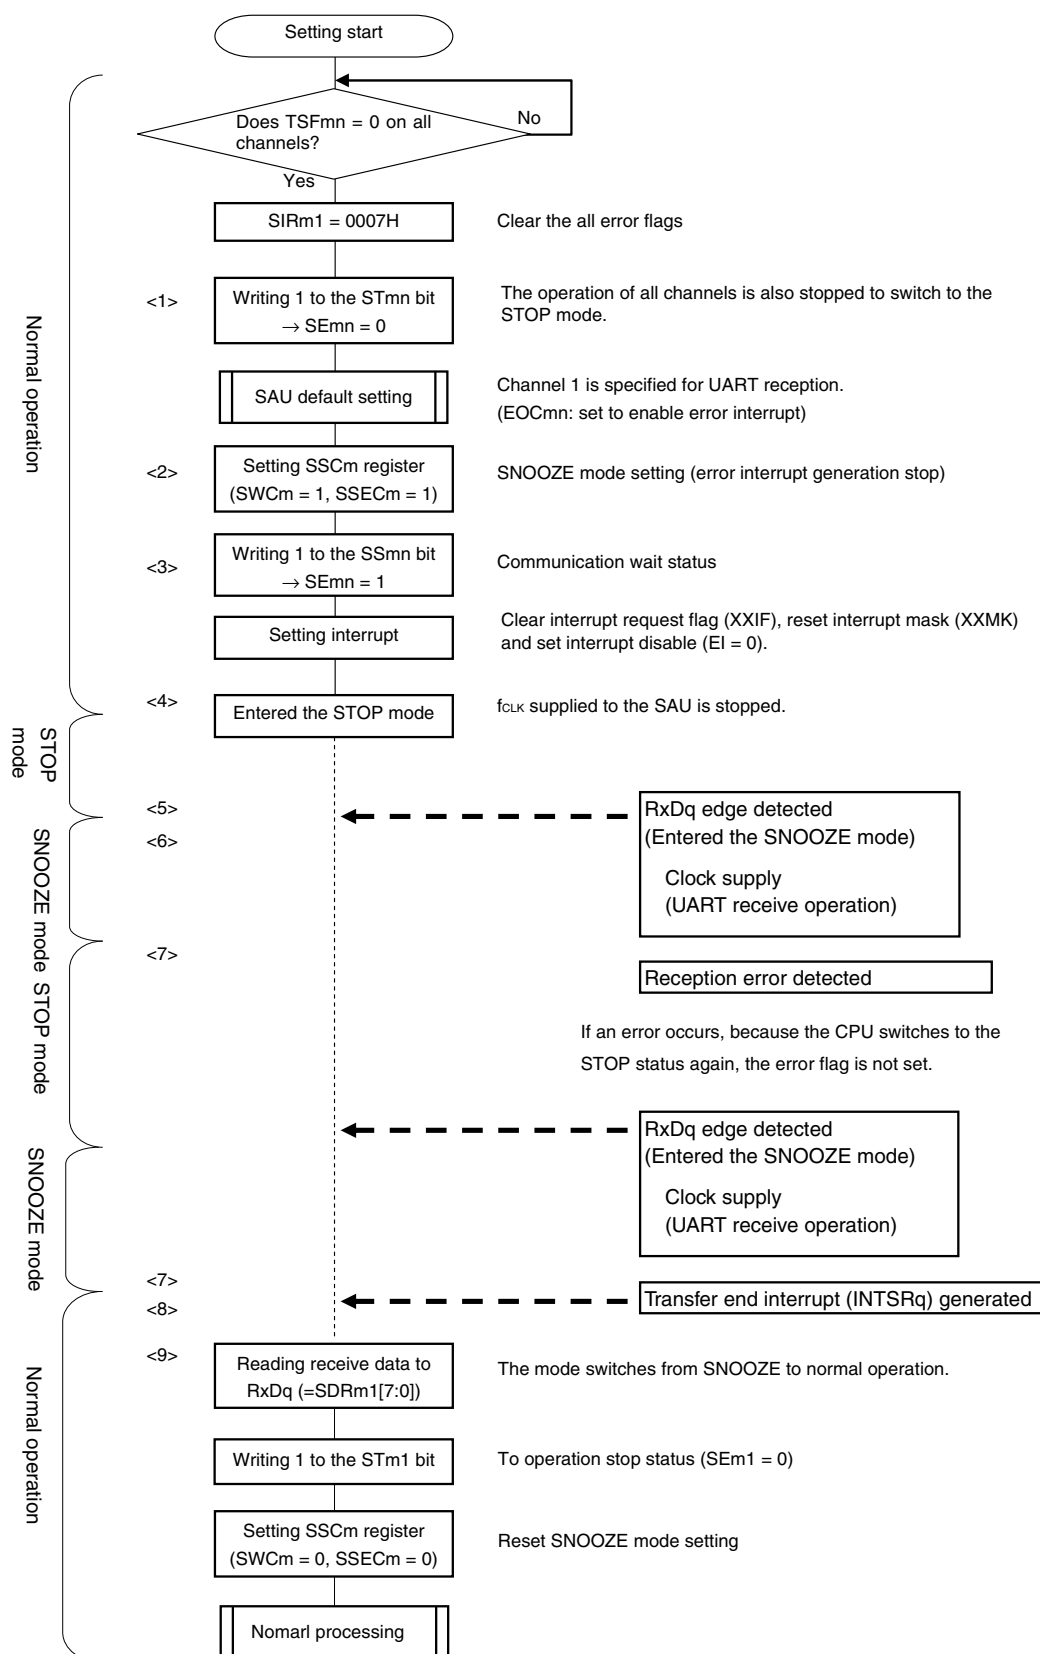 Setting start
Does TSFmn = 0 on all
channels?
No
Yes
SIRm1 = 0007H
Clear the all error flags
<1>
Writing 1 to the STmn bit
→ SEmn = 0
The operation of all channels is also stopped to switch to the
STOP mode.
Normal operation
SAU default setting
Channel 1 is specified for UART reception.
(EOCmn: set to enable error interrupt)
<2>
Setting SSCm register
(SWCm = 1, SSECm = 1)
SNOOZE mode setting (error interrupt generation stop)
<3>
Writing 1 to the SSmn bit
→ SEmn = 1
Communication wait status
Setting interrupt
Clear interrupt request flag (XXIF), reset interrupt mask (XXMK)
and set interrupt disable (EI = 0).
<4>
Entered the STOP mode
fCLK supplied to the SAU is stopped.
STOP
mode
<5>
RxDq edge detected
(Entered the SNOOZE mode)
Clock supply
(UART receive operation)
<6>
SNOOZE mode
<7>
Reception error detected
STOP mode
If an error occurs, because the CPU switches to the
STOP status again, the error flag is not set.
RxDq edge detected
(Entered the SNOOZE mode)
Clock supply
(UART receive operation)
SNOOZE mode
<7>
Transfer end interrupt (INTSRq) generated
<8>
<9>
Reading receive data to
RxDq (=SDRm1[7:0])
The mode switches from SNOOZE to normal operation.
Normal operation
Writing 1 to the STm1 bit
To operation stop status (SEm1 = 0)
Setting SSCm register
(SWCm = 0, SSECm = 0)
Reset SNOOZE mode setting
Nomarl processing